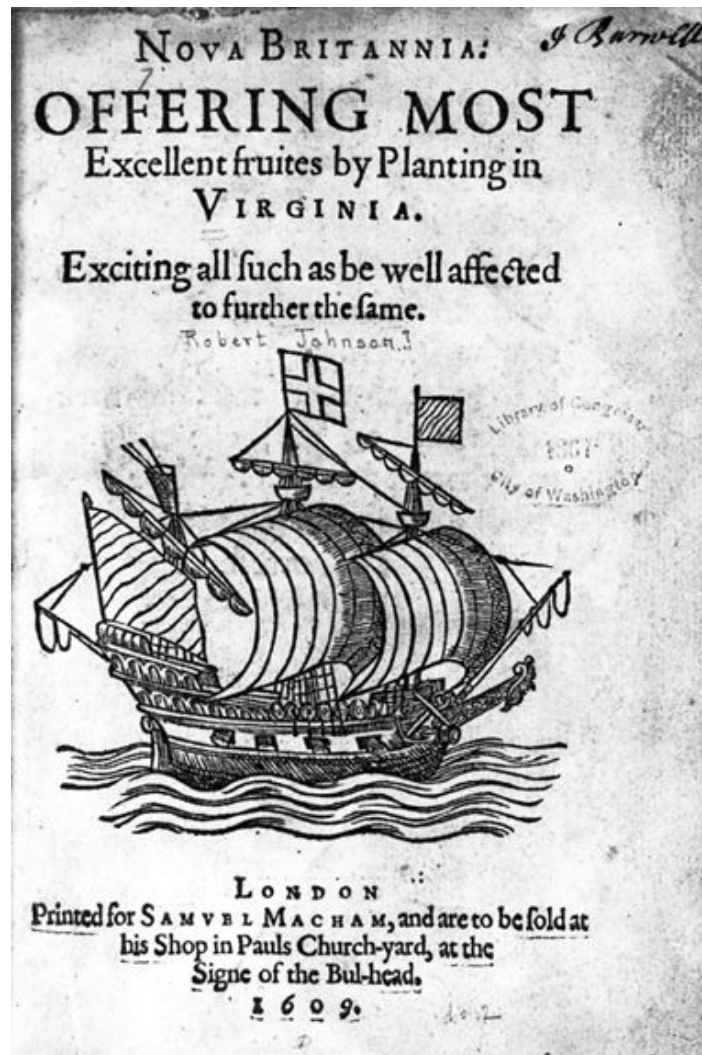 NOVA BRITANNIA:
OFFERING MOST
Excellent fruites by Planting in
VIRGINIA.
Exciting all ſuch as be well affected
to further the ſame.
Robert Johnson.]
Library of Congress
1867
City of Washington
LONDON
Printed for SAMVEL MACHAM, and are to be ſold at
his Shop in Pauls Church-yard, at the
Signe of the Bul-head.
1609.